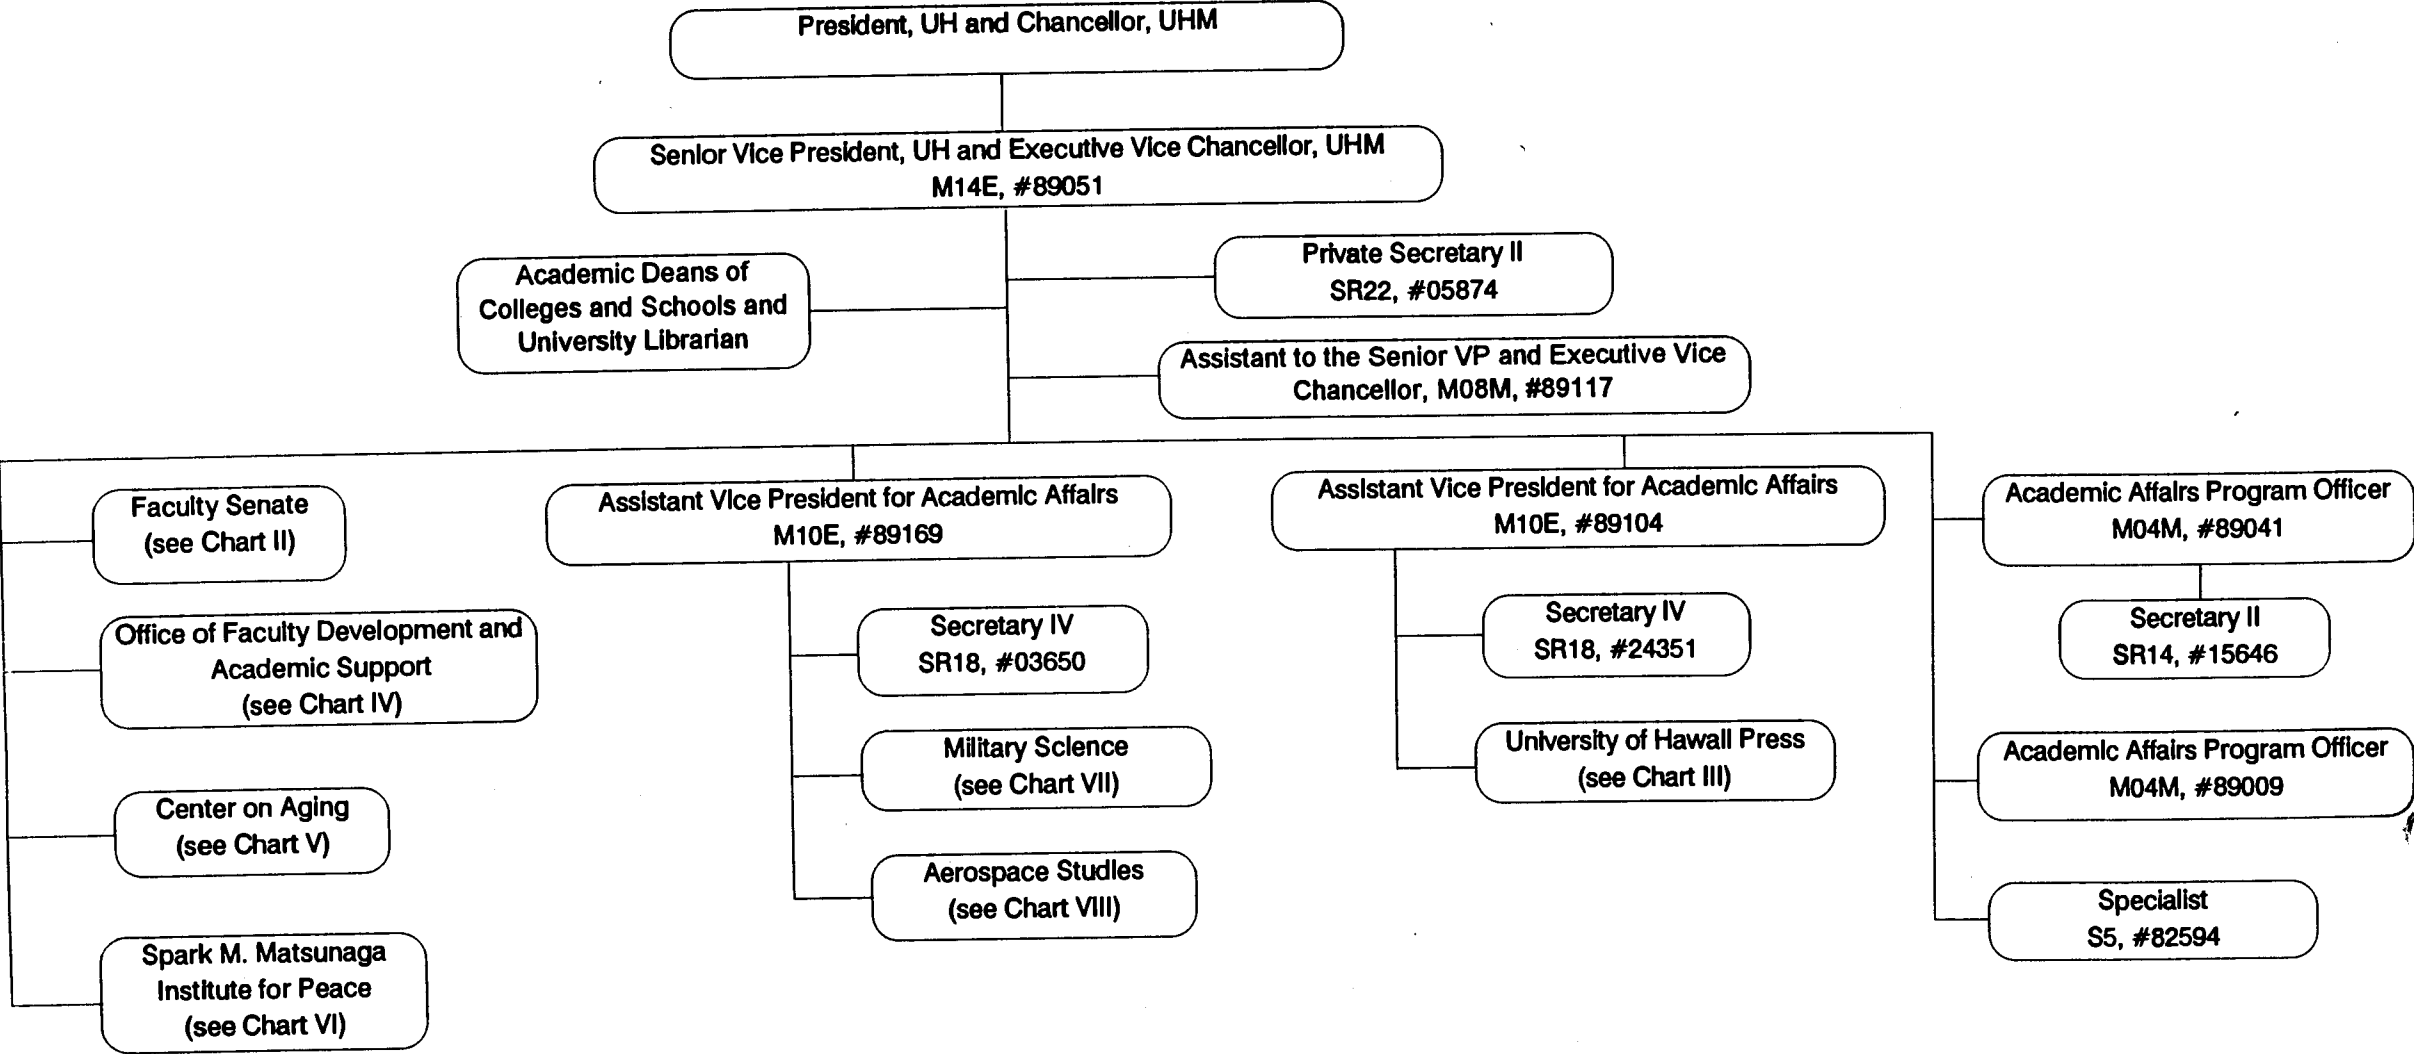 President, UH and Chancellor, UHM
Senior Vice President, UH and Executive Vice Chancellor, UHM
M14E, #89051
Private Secretary II
SR22, #05874
Academic Deans of
Colleges and Schools and
University Librarian
Assistant to the Senior VP and Executive Vice
Chancellor, M08M, #89117
Faculty Senate
(see Chart II)
Office of Faculty Development and
Academic Support
(see Chart IV)
Center on Aging
(see Chart V)
Spark M. Matsunaga
Institute for Peace
(see Chart VI)
Assistant Vice President for Academic Affairs
M10E, #89169
Secretary IV
SR18, #03650
Military Science
(see Chart VII)
Aerospace Studies
(see Chart VIII)
Assistant Vice President for Academic Affairs
M10E, #89104
Secretary IV
SR18, #24351
University of Hawaii Press
(see Chart III)
Academic Affairs Program Officer
M04M, #89041
Secretary II
SR14, #15646
Academic Affairs Program Officer
M04M, #89009
Specialist
S5, #82594